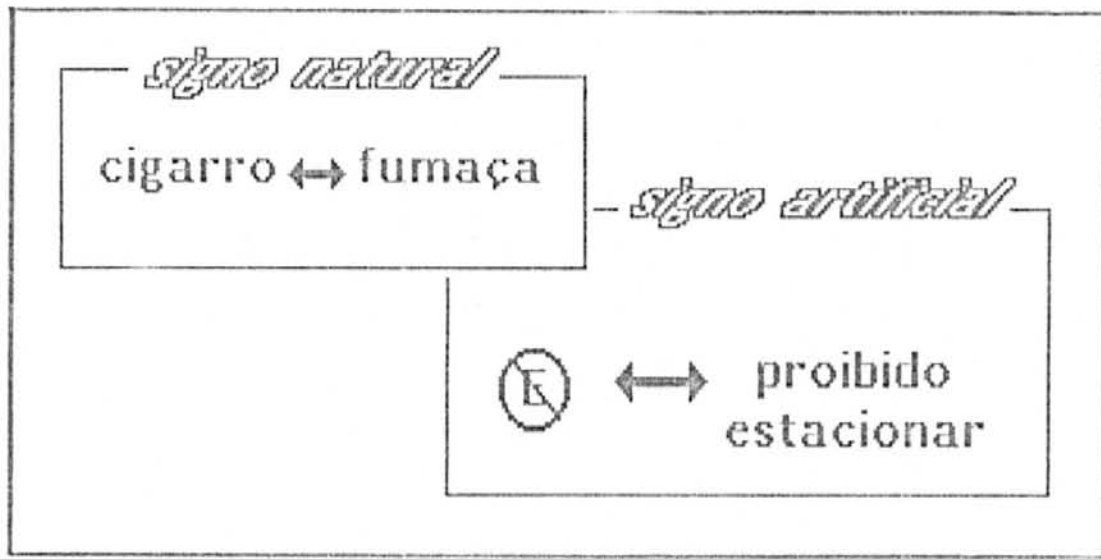 signo natural
cigarro ↔ fumaça
signo artificial
E ↔ proibido
estacionar